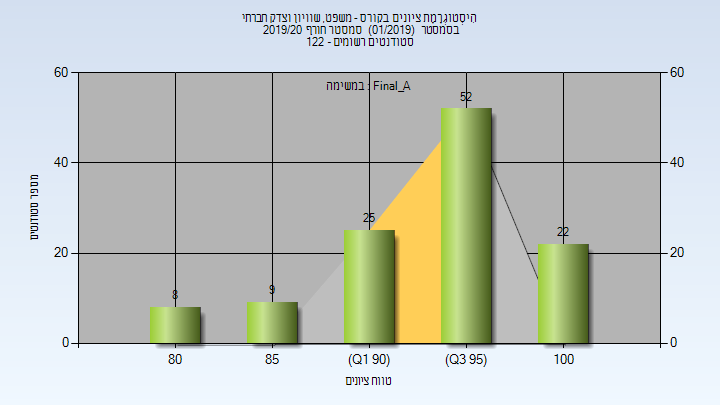 היסטוגרמת ציונים בקורס - משפט, שוויון וצדק חברתי
בסמסטר (01/2019) סמסטר חורף 2019/20
סטודנטים רשומים - 122
במשימה : Final_A
60
40
20
0
60
40
20
0
מספר סטודנטים
8
9
25
52
22
80
85
(Q1 90)
(Q3 95)
100
טווח ציונים